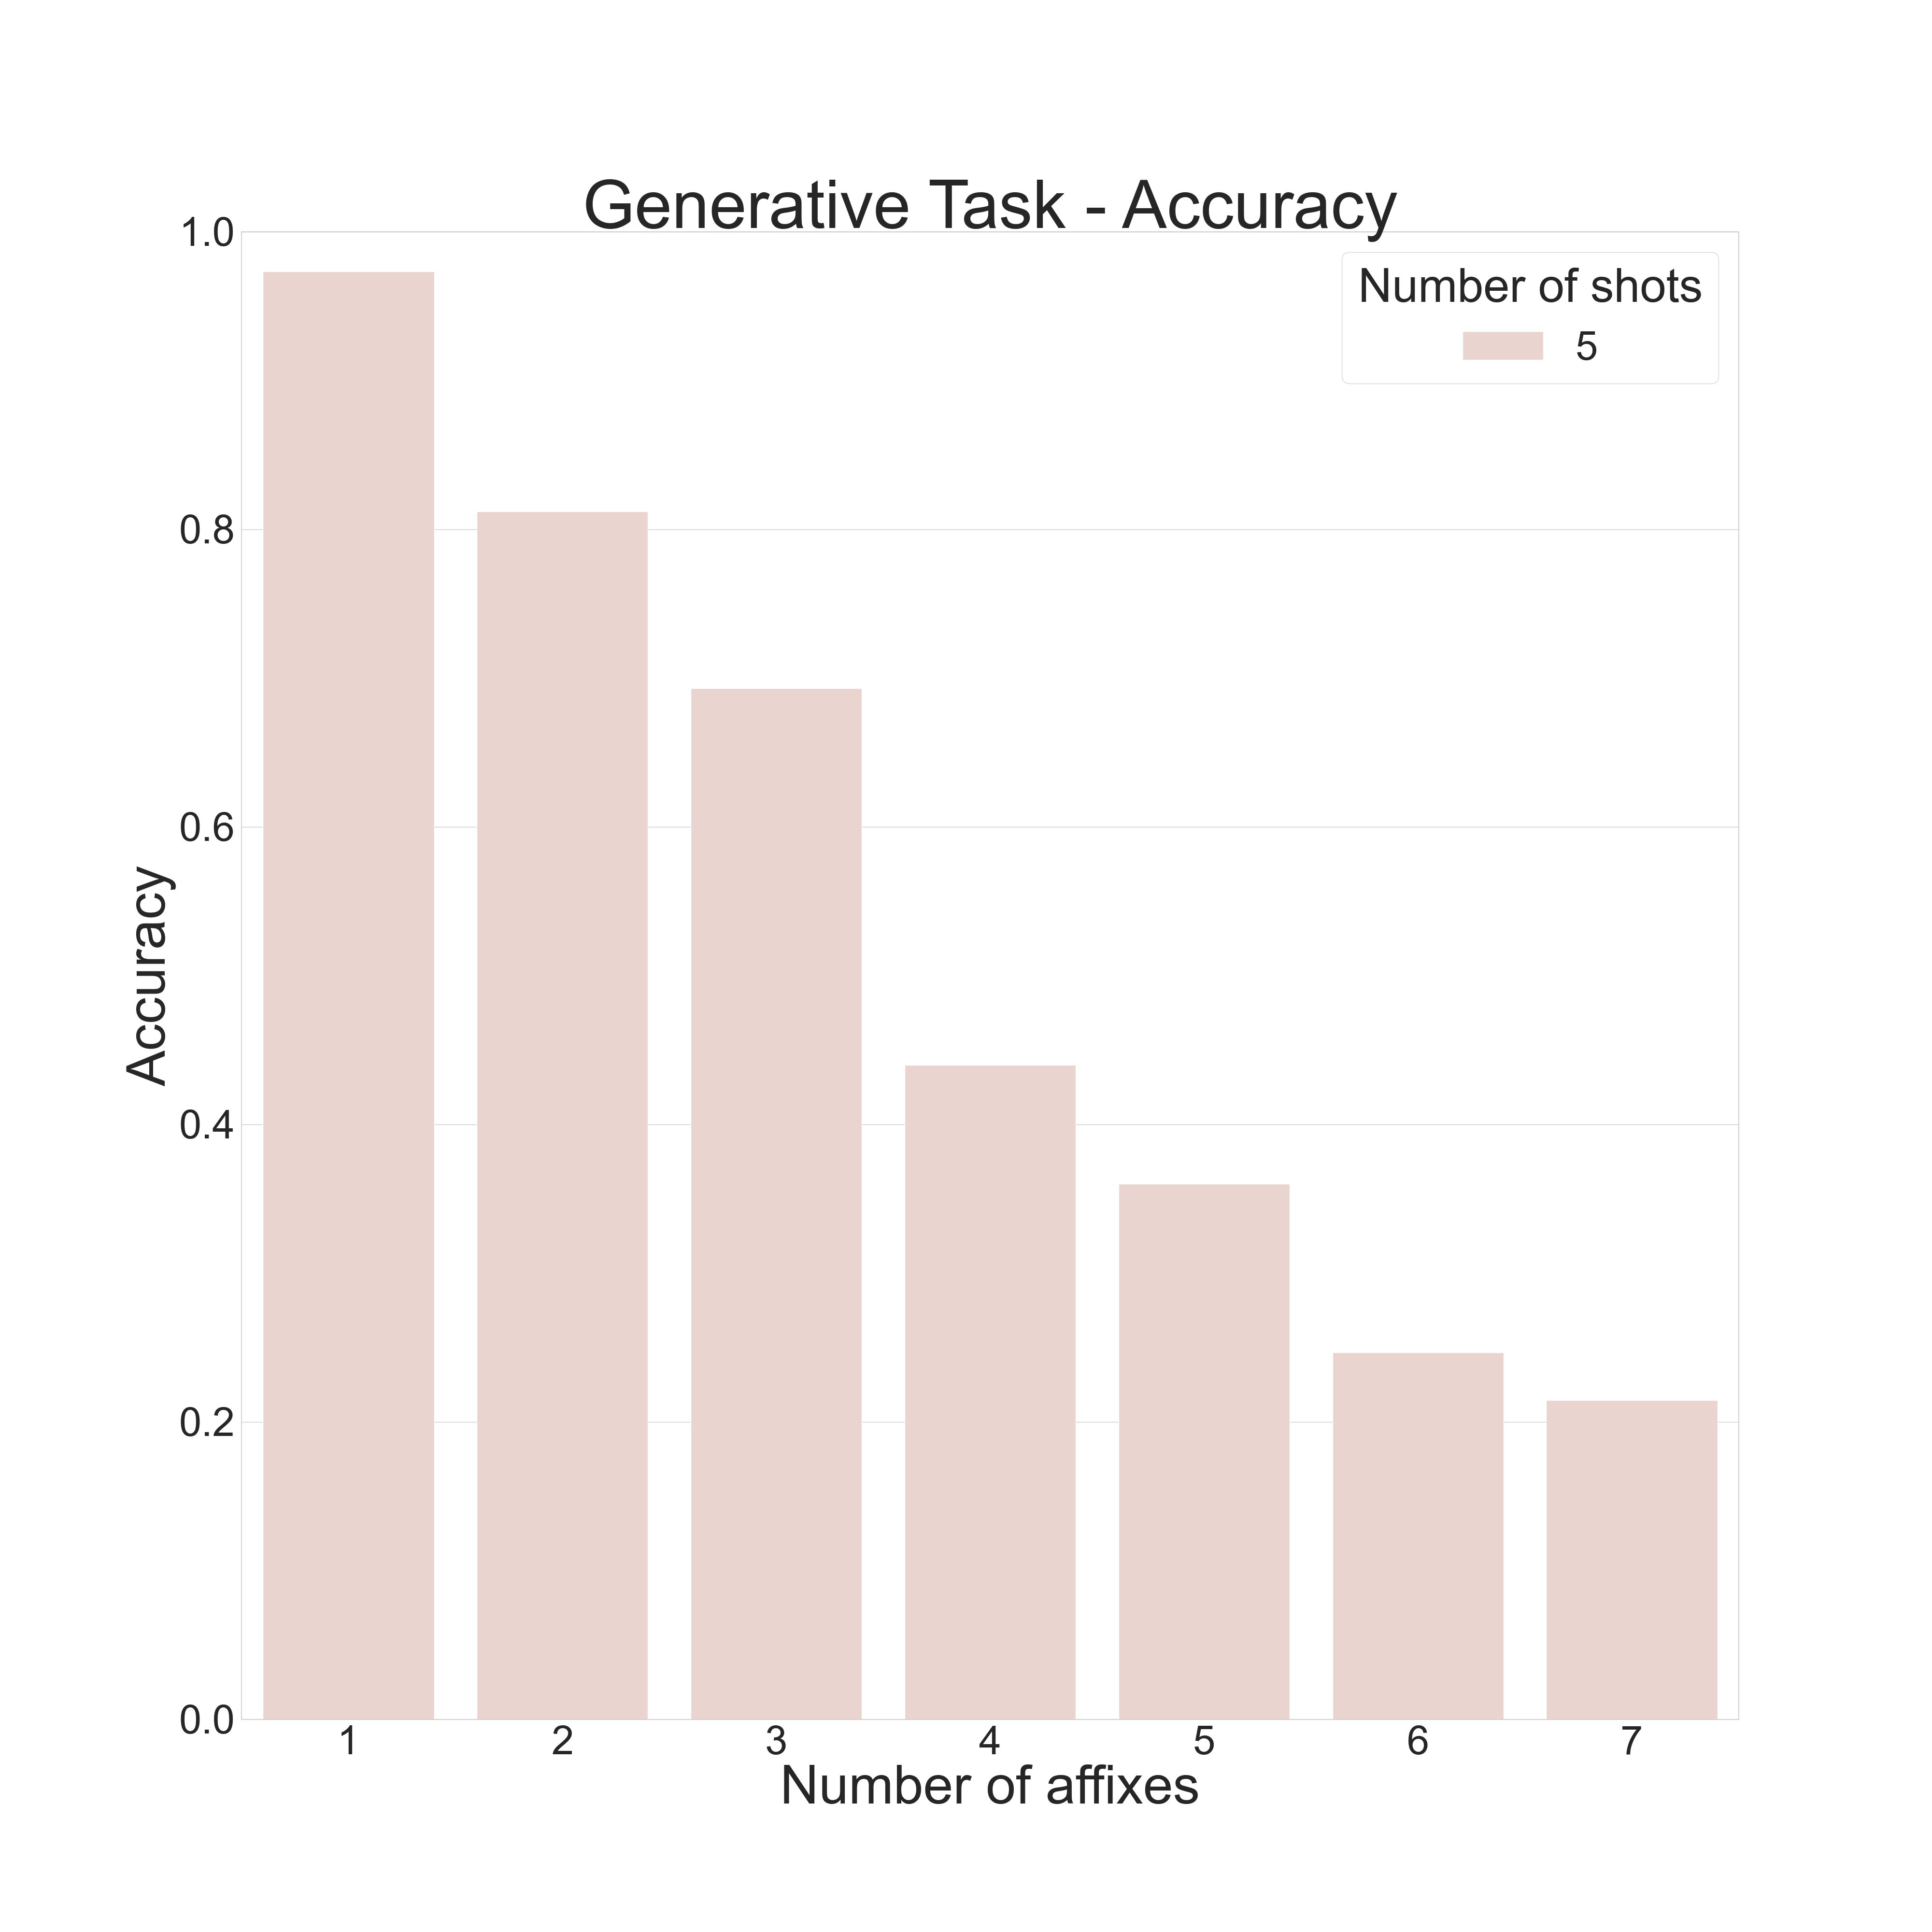 Generative Task - Accuracy
Number of shots
5
1.0
0.8
0.6
0.4
0.2
0.0
Accuracy
1 2 3 4 5 6 7
Number of affixes